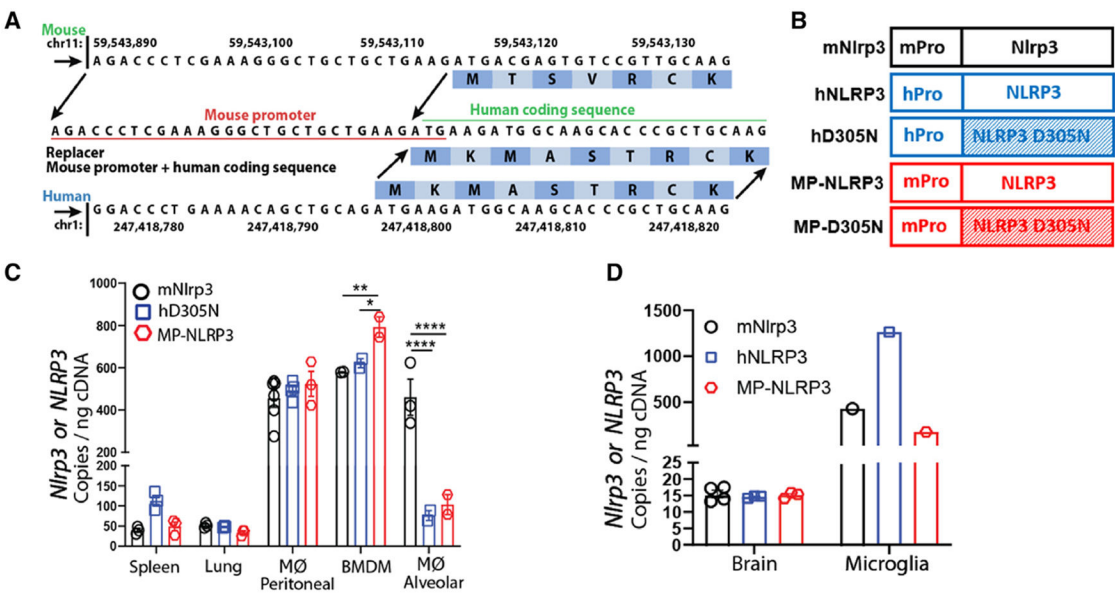 A
Mouse
chr11: 59,543,890 59,543,100 59,543,110 59,543,120 59,543,130
A G A C C C T C G A A A G G G C T G C T G C T G A A G A T G A C G A G T G T C C G T T G C A A G
M T S V R C K
Mouse promoter Human coding sequence
A G A C C C T C G A A A G G G C T G C T G C T G A A G A T G A A G A T G G C A A G C A C C C G C T G C A A G
Replacer
Mouse promoter + human coding sequence
M K M A S T R C K
Human
M K M A S T R C K
G G A C C C T G A A A A C A G C T G C A G A T G A A G A T G G C A A G C A C C C G C T G C A A G
chr1: 247,418,780 247,418,790 247,418,800 247,418,810 247,418,820
B
mNlrp3 mPro Nlrp3
hNLRP3 hPro NLRP3
hD305N hPro NLRP3 D305N
MP-NLRP3 mPro NLRP3
MP-D305N mPro NLRP3 D305N
C
Nlrp3 or NLRP3
Copies / ng cDNA
1000
800
600
400
200
200
150
100
50
0
mNlrp3
hD305N
MP-NLRP3
**
*
****
****
Spleen Lung MØ Peritoneal BMDM MØ Alveolar
D
Nlrp3 or NLRP3
Copies / ng cDNA
1500
1000
500
25
20
15
10
5
0
mNlrp3
hNLRP3
MP-NLRP3
Brain Microglia